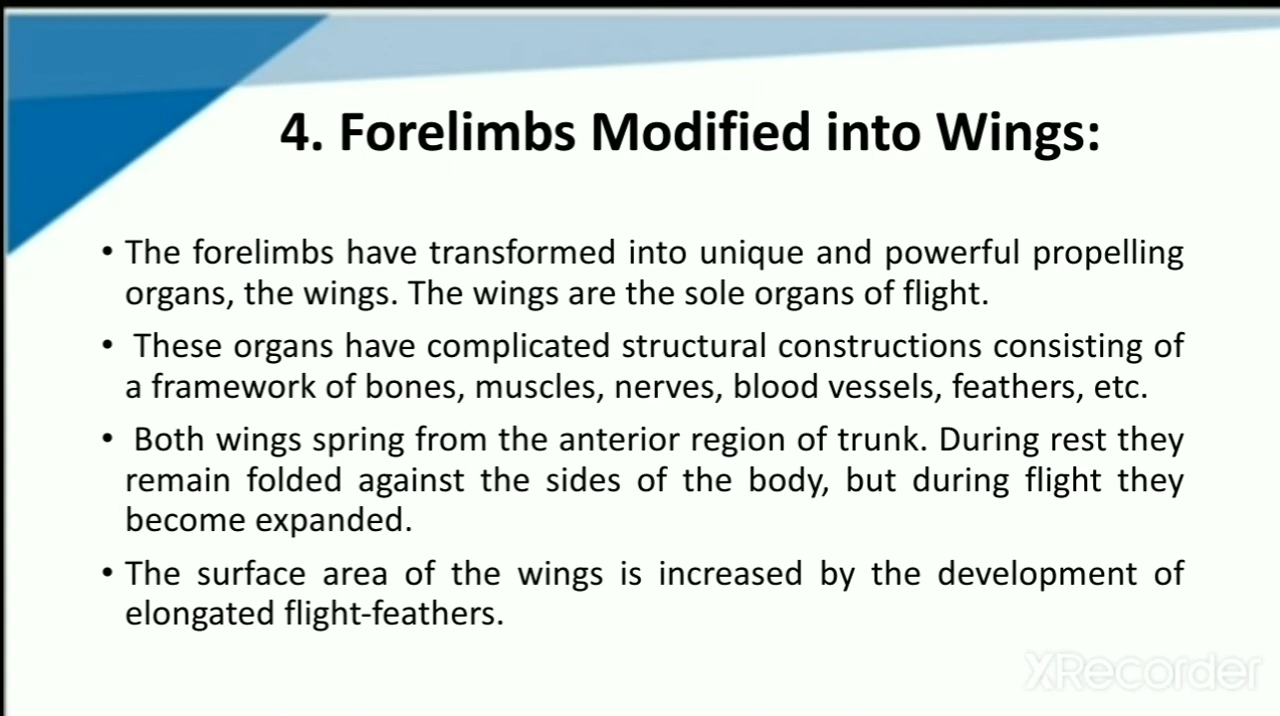 4. Forelimbs Modified into Wings:
• The forelimbs have transformed into unique and powerful propelling
organs, the wings. The wings are the sole organs of flight.
• These organs have complicated structural constructions consisting of
a framework of bones, muscles, nerves, blood vessels, feathers, etc.
• Both wings spring from the anterior region of trunk. During rest they
remain folded against the sides of the body, but during flight they
become expanded.
• The surface area of the wings is increased by the development of
elongated flight-feathers.
XRecorder